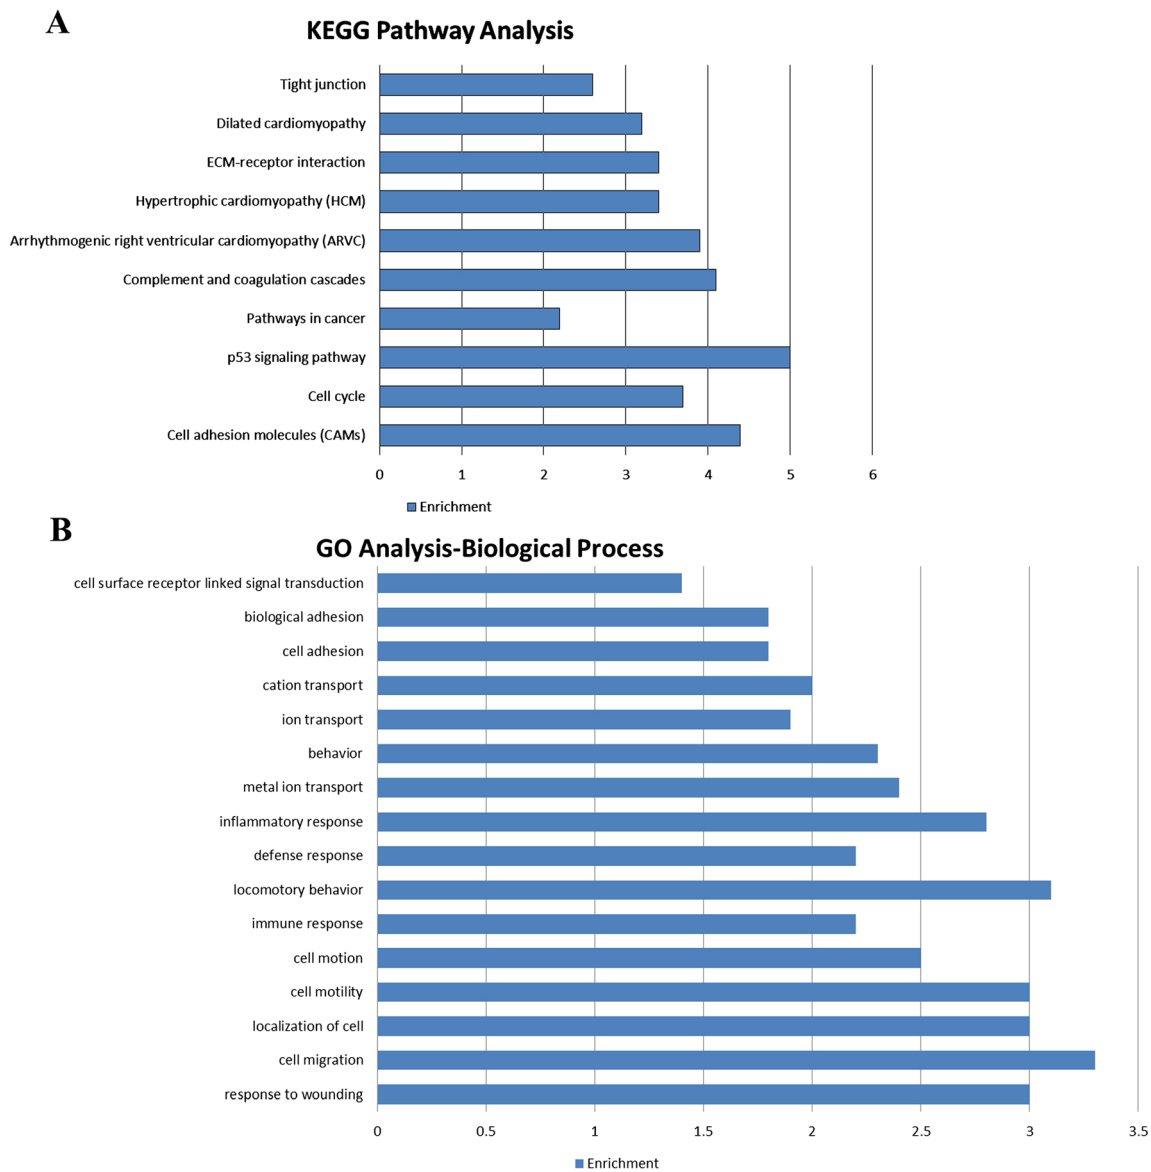 A
KEGG Pathway Analysis
Tight junction
Dilated cardiomyopathy
ECM-receptor interaction
Hypertrophic cardiomyopathy (HCM)
Arrhythmogenic right ventricular cardiomyopathy (ARVC)
Complement and coagulation cascades
Pathways in cancer
p53 signaling pathway
Cell cycle
Cell adhesion molecules (CAMs)
0 1 2 3 4 5 6
Enrichment
B
GO Analysis-Biological Process
cell surface receptor linked signal transduction
biological adhesion
cell adhesion
cation transport
ion transport
behavior
metal ion transport
inflammatory response
defense response
locomotory behavior
immune response
cell motion
cell motility
localization of cell
cell migration
response to wounding
0 0.5 1 1.5 2 2.5 3 3.5
Enrichment